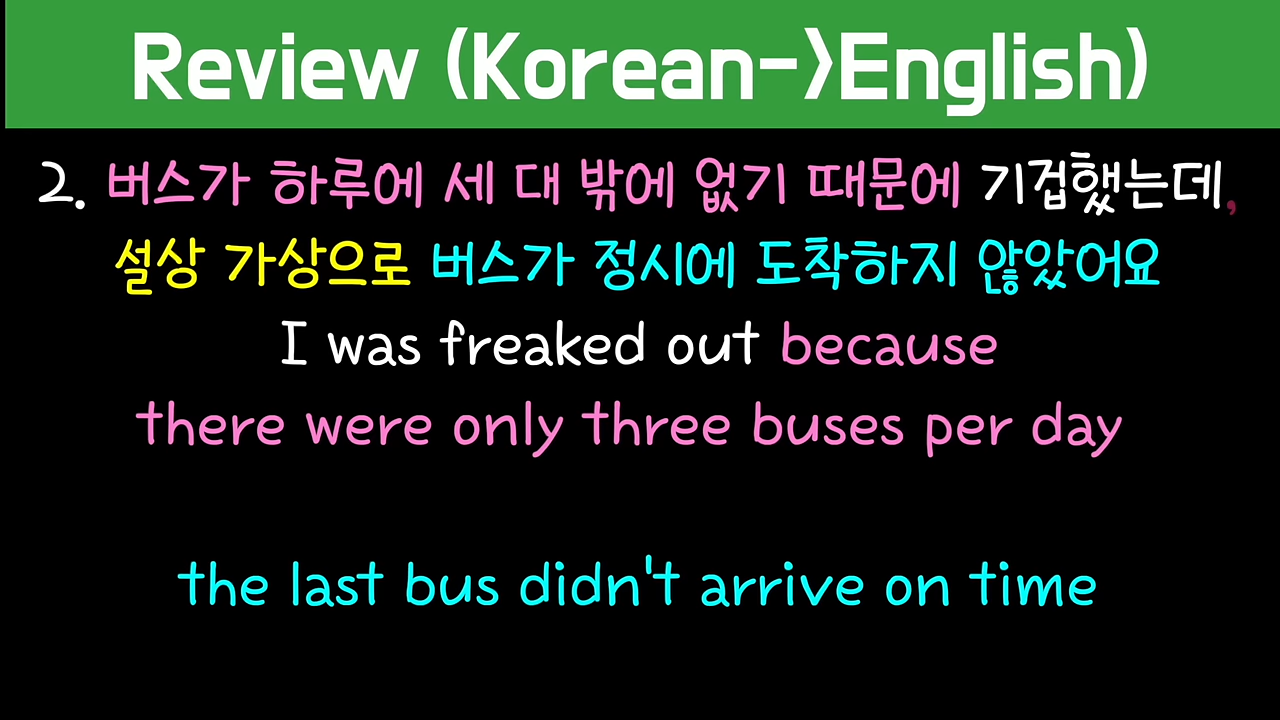 Review (Korean->English)
2. 버스가 하루에 세 대 밖에 없기 때문에 기겁했는데,
설상 가상으로 버스가 정시에 도착하지 않았어요
I was freaked out because
there were only three buses per day
the last bus didn't arrive on time